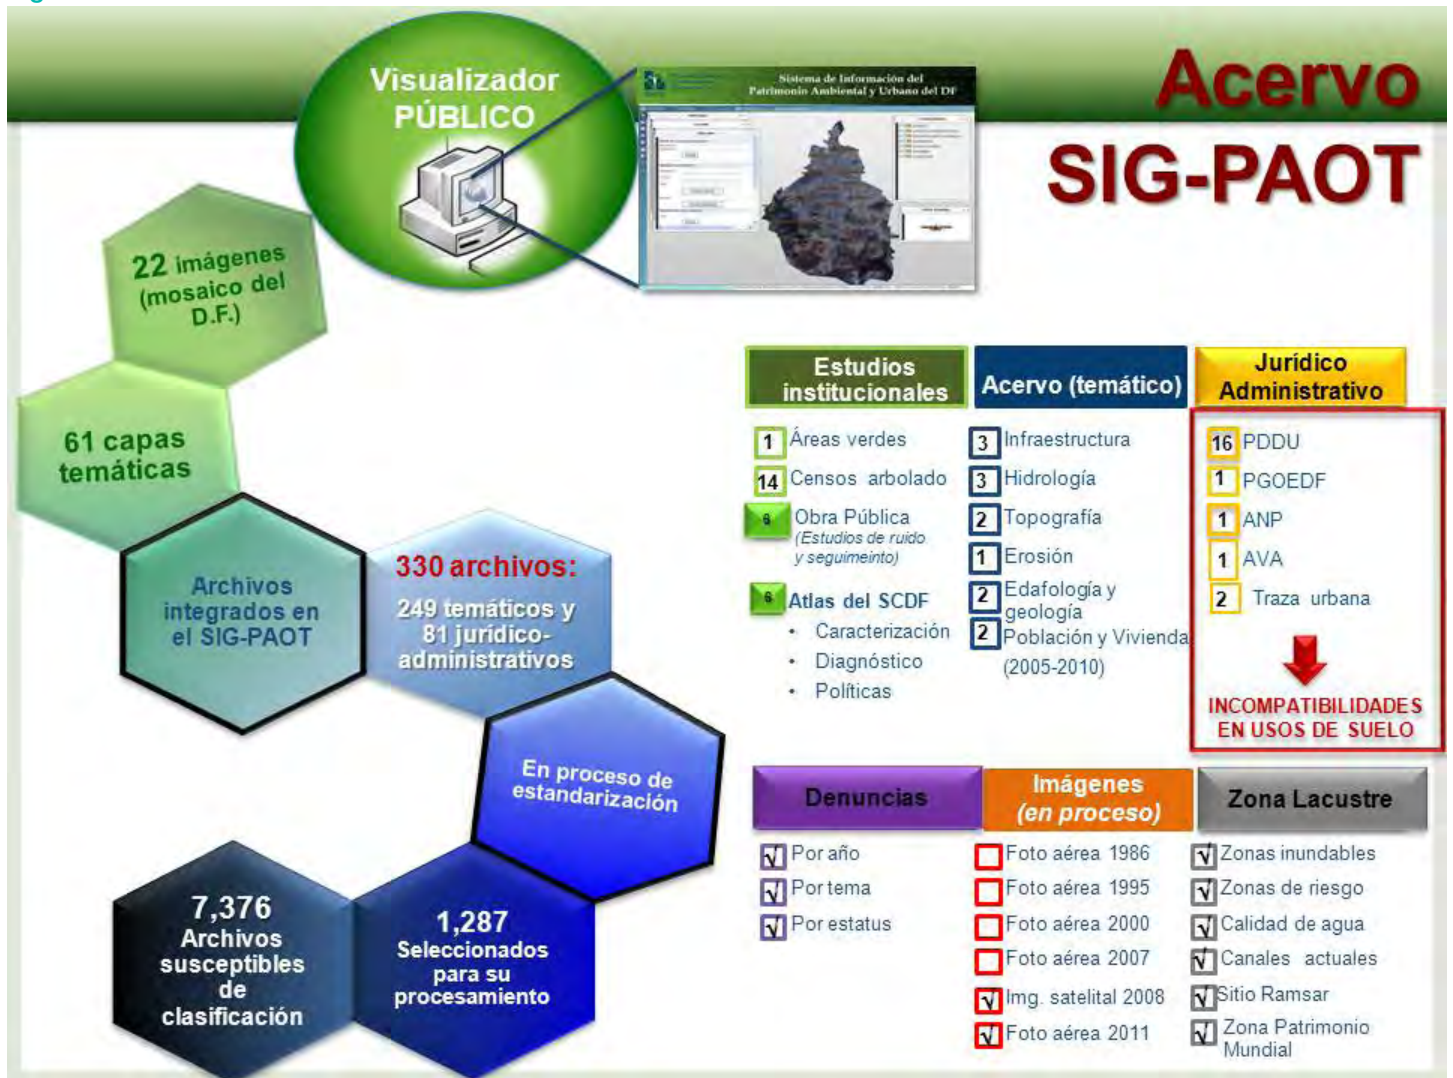 Visualizador
PÚBLICO
Sistema de Información del
Patrimonio Ambiental y Urbano del DF
Acervo
SIG-PAOT
22 imágenes
(mosaico del
D.F.)
61 capas
temáticas
Archivos
integrados en
el SIG-PAOT
330 archivos:
249 temáticos y
81 jurídico-
administrativos
En proceso de
estandarización
7,376
Archivos
susceptibles
de
clasificación
1,287
Seleccionados
para su
procesamiento
Estudios
institucionales
1 Áreas verdes
14 Censos arbolado
6 Obra Pública
(Estudios de ruido
y seguimeinto)
6 Atlas del SCDF
• Caracterización
• Diagnóstico
• Políticas
Acervo (temático)
3 Infraestructura
3 Hidrología
2 Topografía
1 Erosión
2 Edafología y
geología
2 Población y Vivienda
(2005-2010)
Jurídico
Administrativo
16 PDDU
1 PGOEDF
1 ANP
1 AVA
2 Traza urbana
INCOMPATIBILIDADES
EN USOS DE SUELO
Denuncias
√ Por año
√ Por tema
√ Por estatus
Imágenes
(en proceso)
Foto aérea 1986
Foto aérea 1995
Foto aérea 2000
Foto aérea 2007
√ Img. satelital 2008
√ Foto aérea 2011
Zona Lacustre
√ Zonas inundables
√ Zonas de riesgo
√ Calidad de agua
√ Canales actuales
√ Sitio Ramsar
√ Zona Patrimonio
Mundial